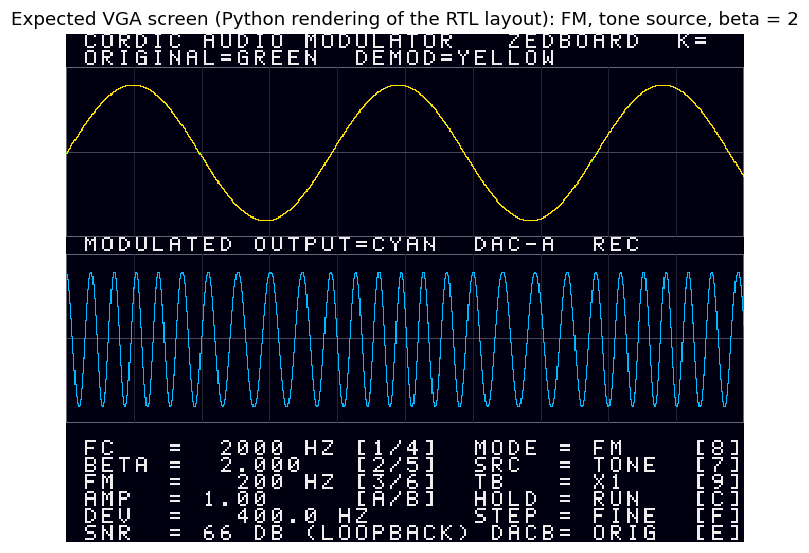 Expected VGA screen (Python rendering of the RTL layout): FM, tone source, beta = 2
CORDIC AUDIO MODULATOR   ZEDBOARD  K=
ORIGINAL=GREEN  DEMOD=YELLOW
MODULATED OUTPUT=CYAN  DAC-A  REC
FC   =  2000 HZ [1/4]  MODE = FM    [8]
BETA =  2.000   [2/5]  SRC  = TONE  [7]
FM   =   200 HZ [3/6]  TB   = X1    [9]
AMP  = 1.00     [A/B]  HOLD = RUN   [C]
DEV  =   400.0 HZ      STEP = FINE  [F]
SNR  = 66 DB (LOOPBACK) DACB= ORIG  [E]